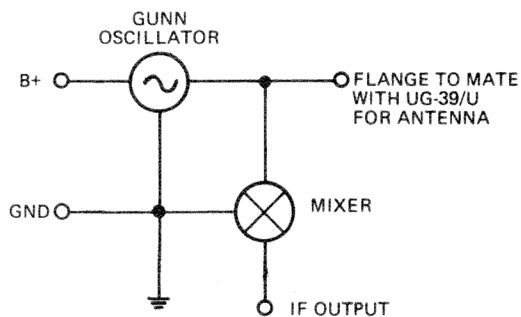 GUNN
OSCILLATOR
B+
FLANGE TO MATE
WITH UG-39/U
FOR ANTENNA
GND
MIXER
IF OUTPUT